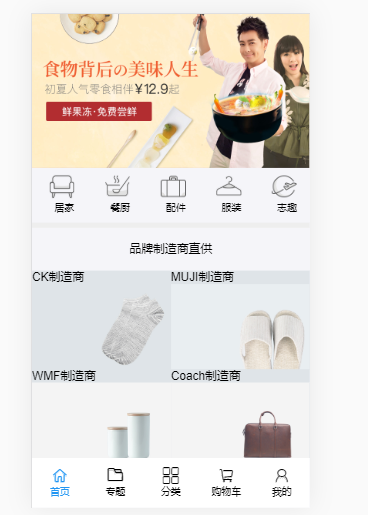 食物背后の美味人生
初夏人气零食相伴¥12.9起
鲜果冻·免费尝鲜
居家 餐厨 配件 服装 志趣
品牌制造商直供
CK制造商 MUJI制造商
WMF制造商 Coach制造商
首页 专题 分类 购物车 我的